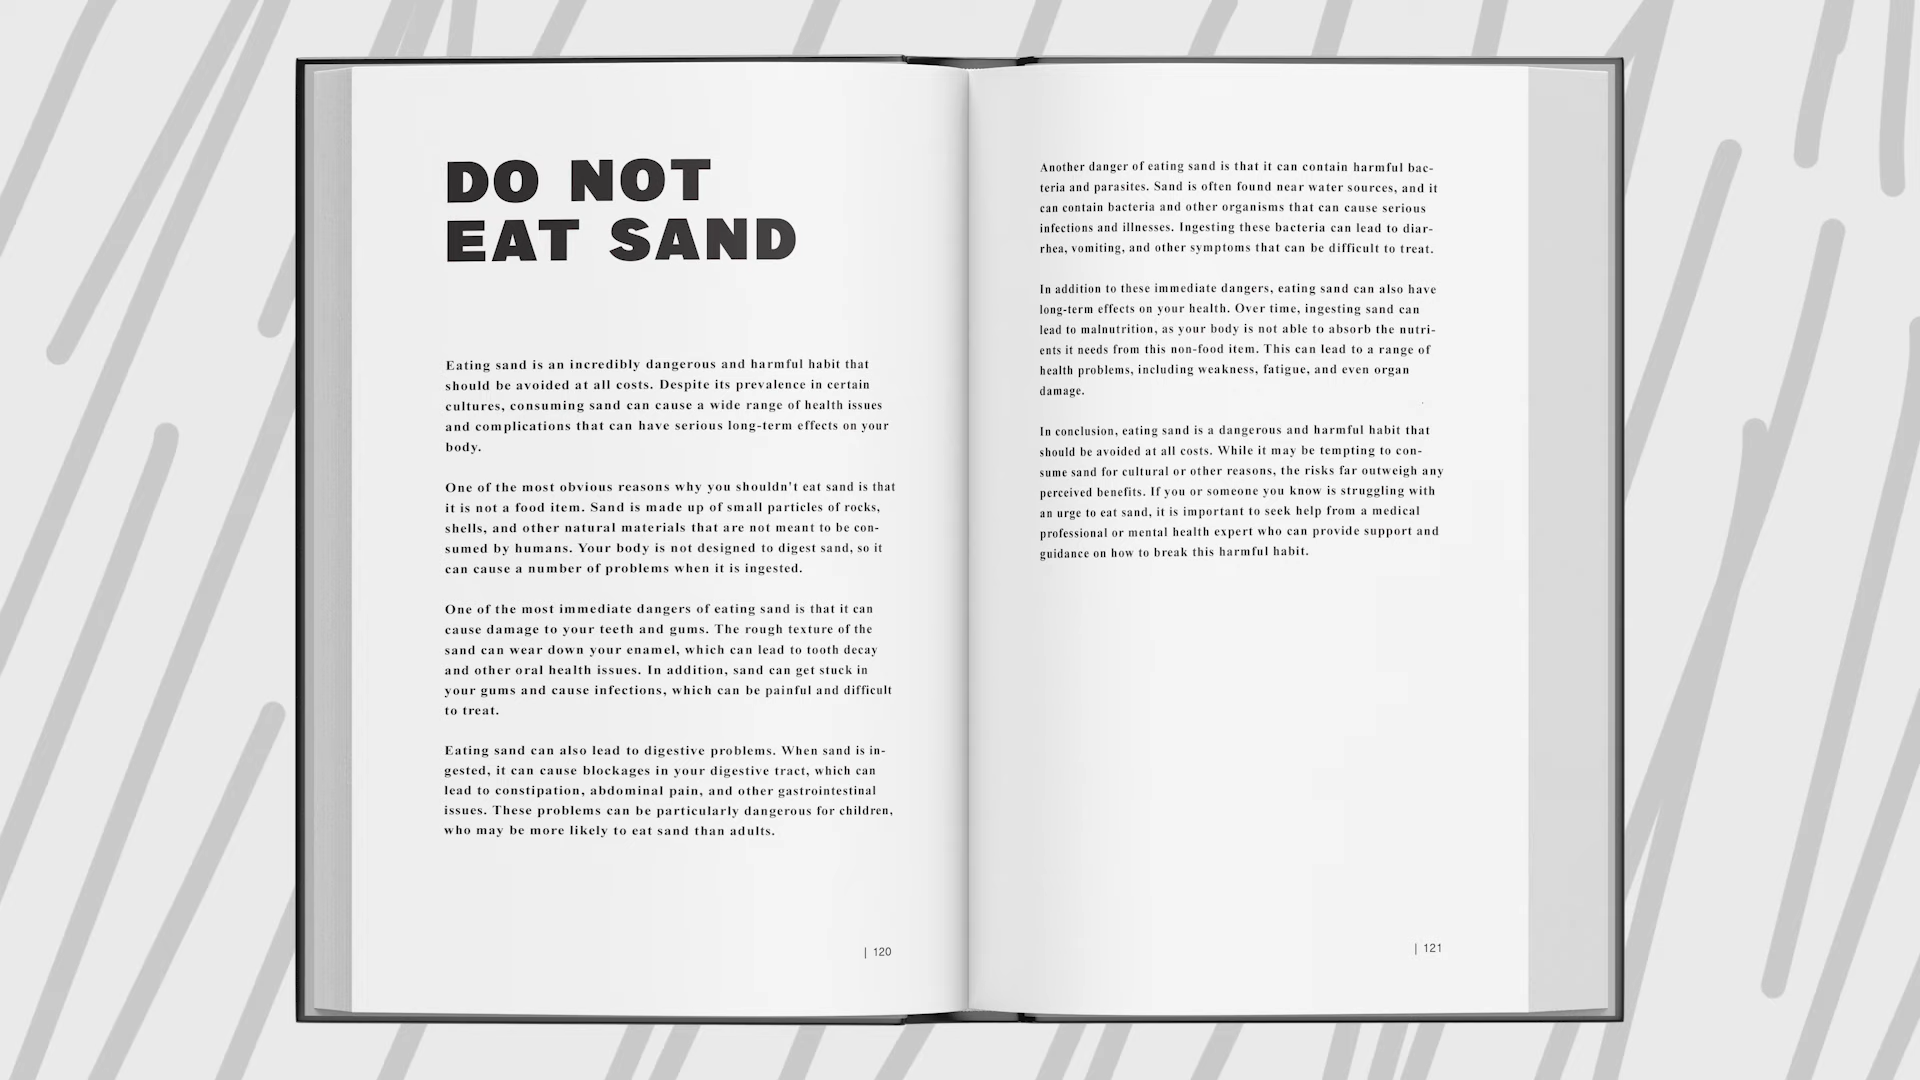 DO NOT
EAT SAND
Eating sand is an incredibly dangerous and harmful habit that
should be avoided at all costs. Despite its prevalence in certain
cultures, consuming sand can cause a wide range of health issues
and complications that can have serious long-term effects on your
body.
One of the most obvious reasons why you shouldn't eat sand is that
it is not a food item. Sand is made up of small particles of rocks,
shells, and other natural materials that are not meant to be con-
sumed by humans. Your body is not designed to digest sand, so it
can cause a number of problems when it is ingested.
One of the most immediate dangers of eating sand is that it can
cause damage to your teeth and gums. The rough texture of the
sand can wear down your enamel, which can lead to tooth decay
and other oral health issues. In addition, sand can get stuck in
your gums and cause infections, which can be painful and difficult
to treat.
Eating sand can also lead to digestive problems. When sand is in-
gested, it can cause blockages in your digestive tract, which can
lead to constipation, abdominal pain, and other gastrointestinal
issues. These problems can be particularly dangerous for children,
who may be more likely to eat sand than adults.
| 120
Another danger of eating sand is that it can contain harmful bac-
teria and parasites. Sand is often found near water sources, and it
can contain bacteria and other organisms that can cause serious
infections and illnesses. Ingesting these bacteria can lead to diar-
rhea, vomiting, and other symptoms that can be difficult to treat.
In addition to these immediate dangers, eating sand can also have
long-term effects on your health. Over time, ingesting sand can
lead to malnutrition, as your body is not able to absorb the nutri-
ents it needs from this non-food item. This can lead to a range of
health problems, including weakness, fatigue, and even organ
damage.
In conclusion, eating sand is a dangerous and harmful habit that
should be avoided at all costs. While it may be tempting to con-
sume sand for cultural or other reasons, the risks far outweigh any
perceived benefits. If you or someone you know is struggling with
an urge to eat sand, it is important to seek help from a medical
professional or mental health expert who can provide support and
guidance on how to break this harmful habit.
| 121